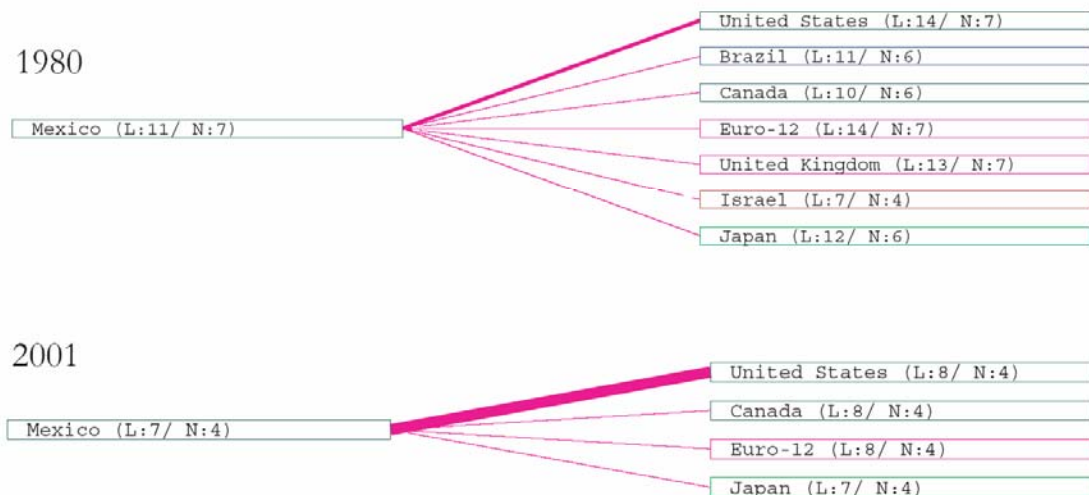 1980
Mexico (L:11/ N:7)
United States (L:14/ N:7)
Brazil (L:11/ N:6)
Canada (L:10/ N:6)
Euro-12 (L:14/ N:7)
United Kingdom (L:13/ N:7)
Israel (L:7/ N:4)
Japan (L:12/ N:6)
2001
Mexico (L:7/ N:4)
United States (L:8/ N:4)
Canada (L:8/ N:4)
Euro-12 (L:8/ N:4)
Japan (L:7/ N:4)